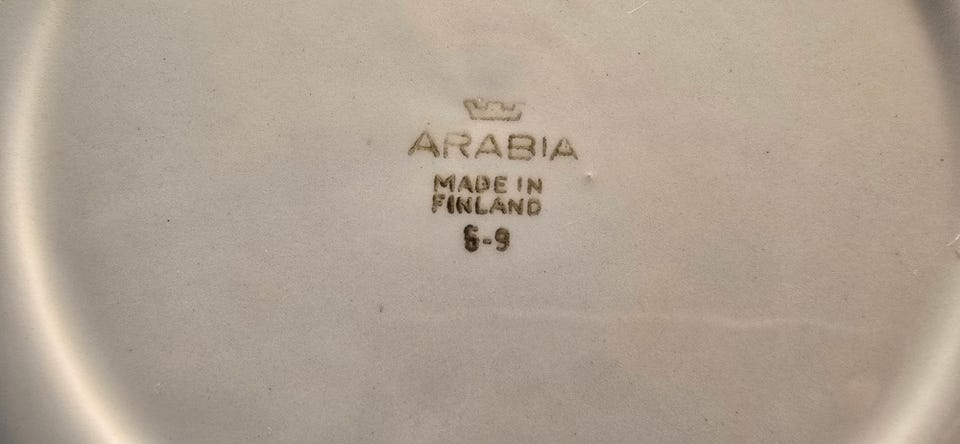 ARABIA
MADE IN
FINLAND
6-9